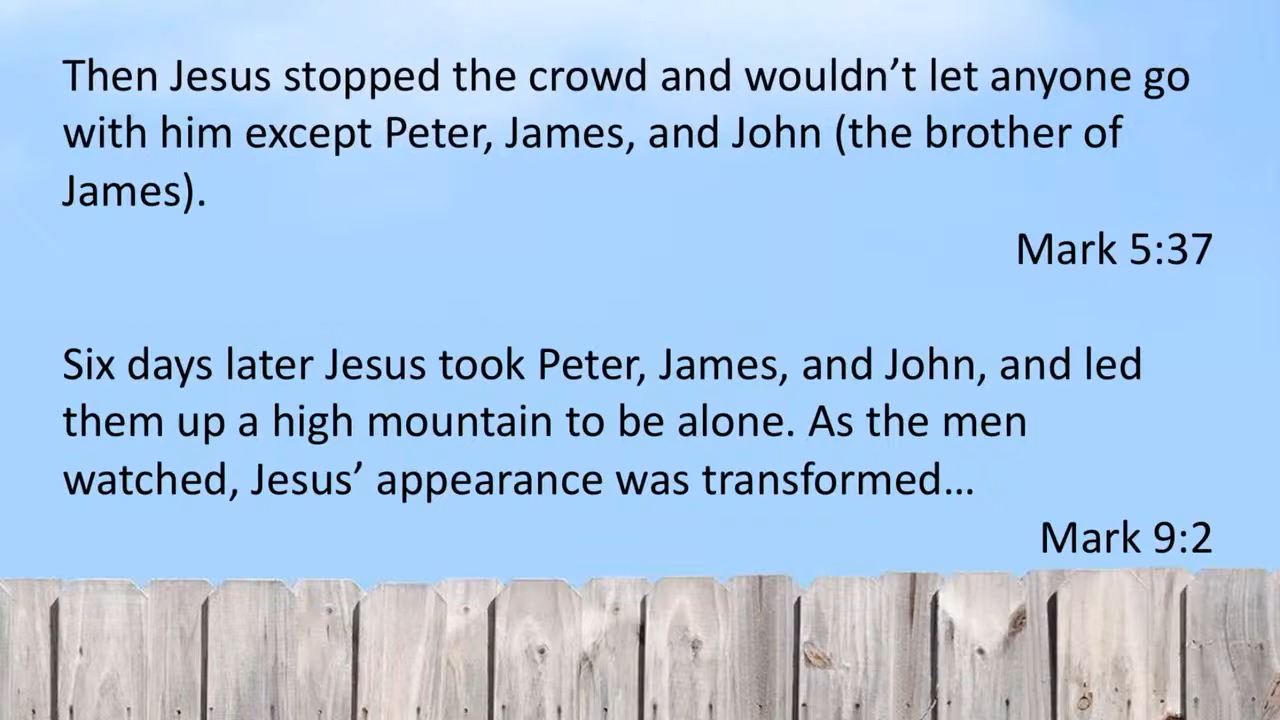 Then Jesus stopped the crowd and wouldn’t let anyone go
with him except Peter, James, and John (the brother of
James).
Mark 5:37
Six days later Jesus took Peter, James, and John, and led
them up a high mountain to be alone. As the men
watched, Jesus’ appearance was transformed…
Mark 9:2